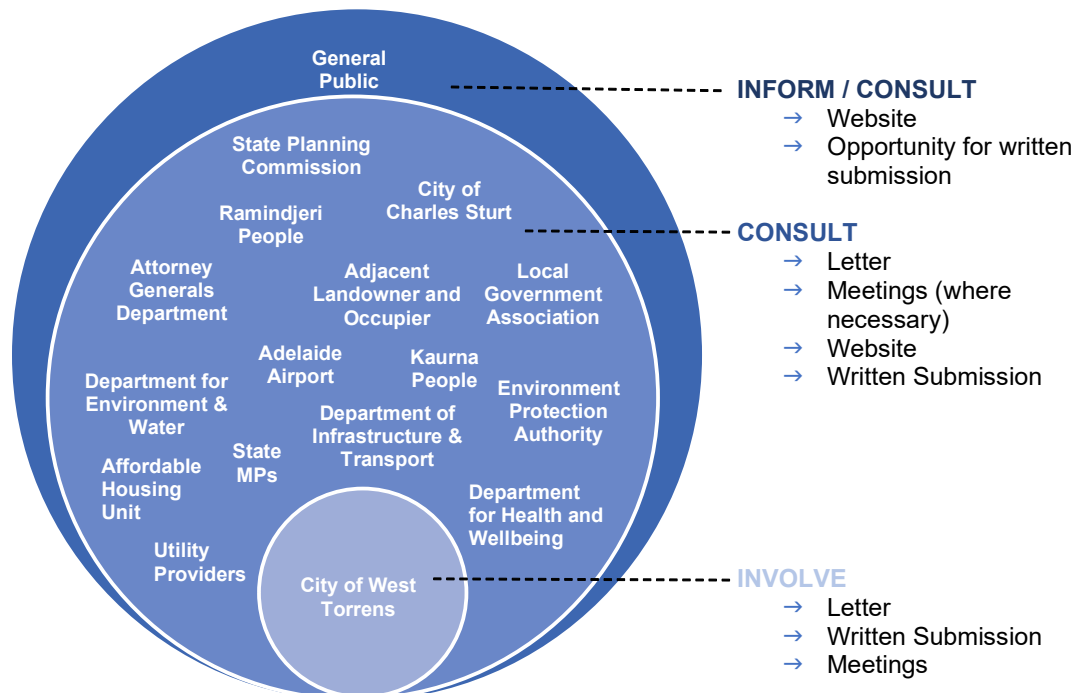 General
Public
State Planning
Commission
City of
Charles Sturt
Ramindjeri
People
Attorney
Generals
Department
Adjacent
Landowner and
Occupier
Local
Government
Association
Adelaide
Airport
Kaurna
People
Department for
Environment &
Water
Department of
Infrastructure &
Transport
Environment
Protection
Authority
State
MPs
Affordable
Housing
Unit
Department
for Health and
Wellbeing
Utility
Providers
City of West
Torrens
INFORM / CONSULT
→ Website
→ Opportunity for written
submission
CONSULT
→ Letter
→ Meetings (where
necessary)
→ Website
→ Written Submission
INVOLVE
→ Letter
→ Written Submission
→ Meetings